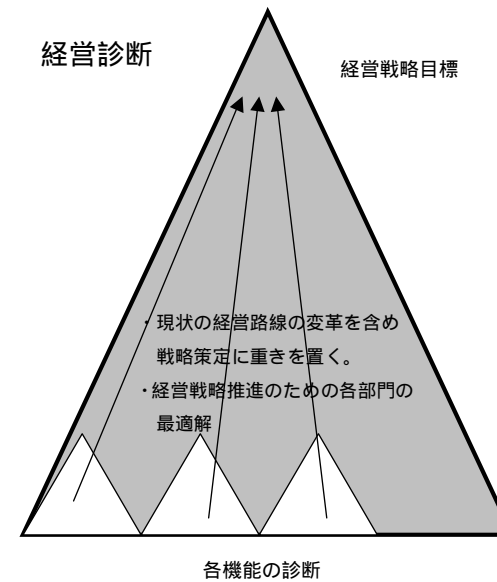 経営診断
経営戦略目標
・現状の経営路線の変革を含め
戦略策定に重きを置く。
・経営戦略推進のための各部門の
最適解
各機能の診断